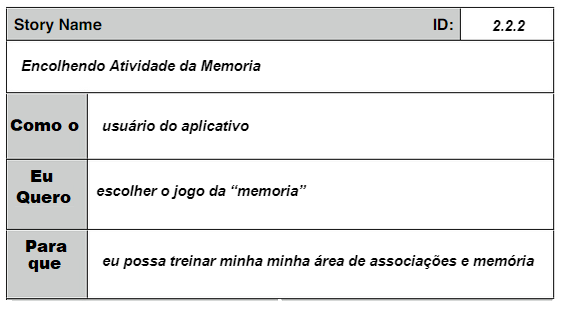 Story Name ID: 2.2.2
Encolhendo Atividade da Memoria
Como o usuário do aplicativo
Eu Quero escolher o jogo da “memoria”
Para que eu possa treinar minha minha área de associações e memória